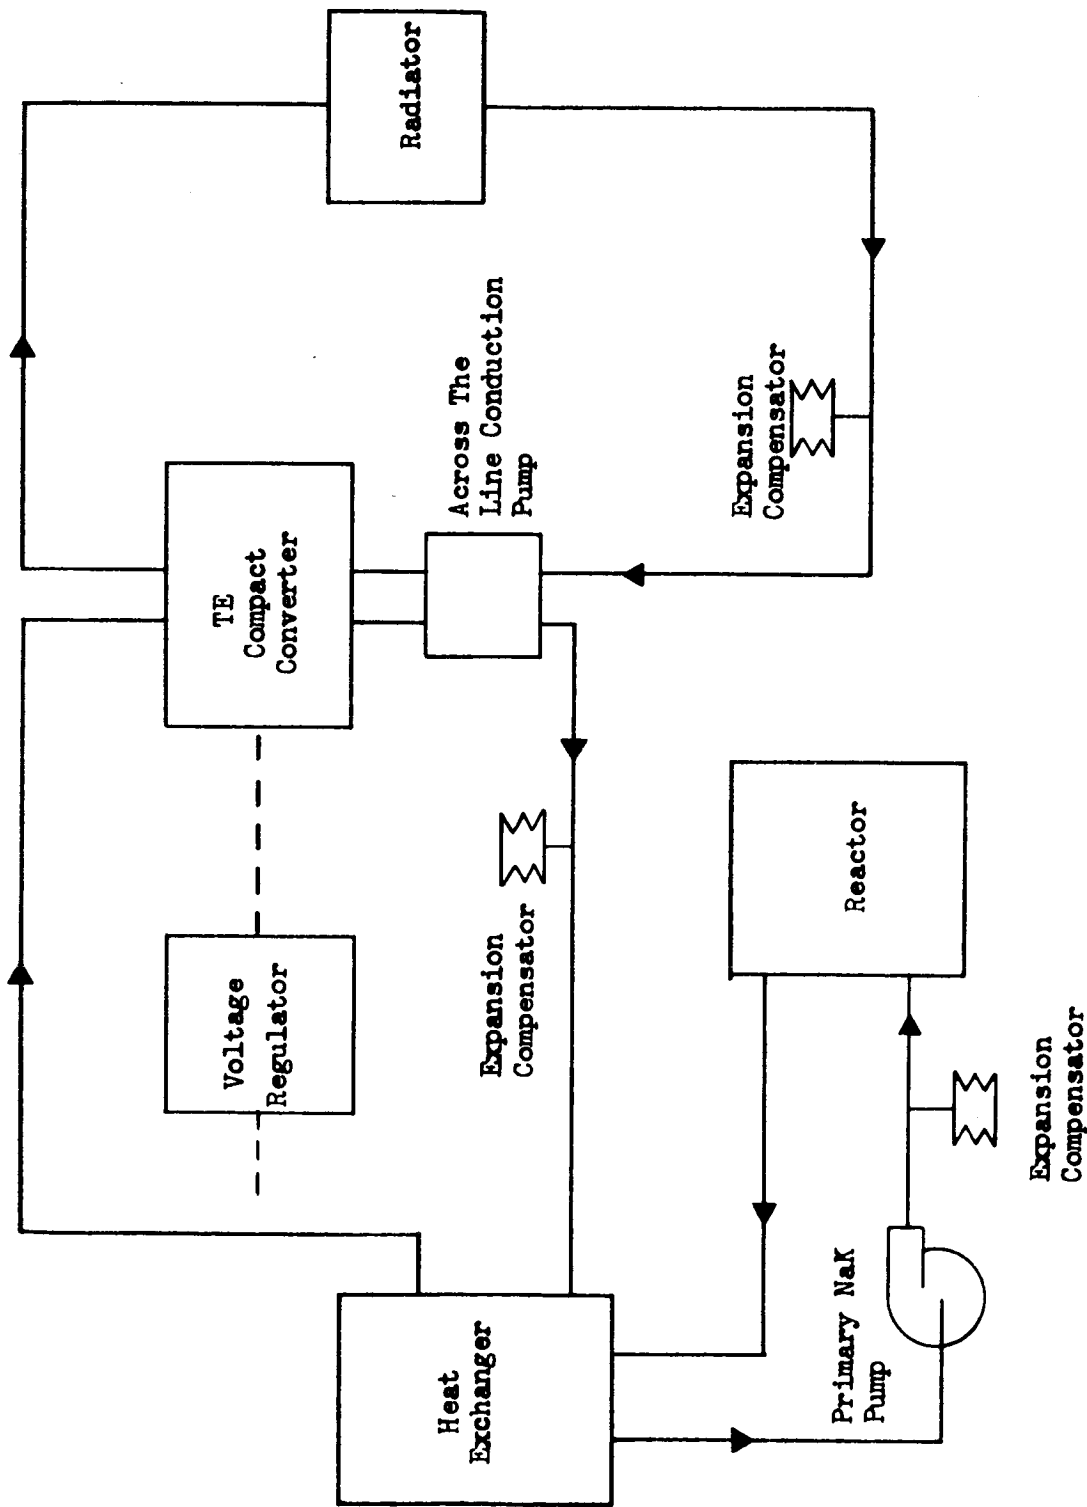 Heat
Exchanger
Voltage
Regulator
TE
Compact
Converter
Radiator
Across The
Line Conduction
Pump
Expansion
Compensator
Expansion
Compensator
Primary NaK
Pump
Reactor
Expansion
Compensator